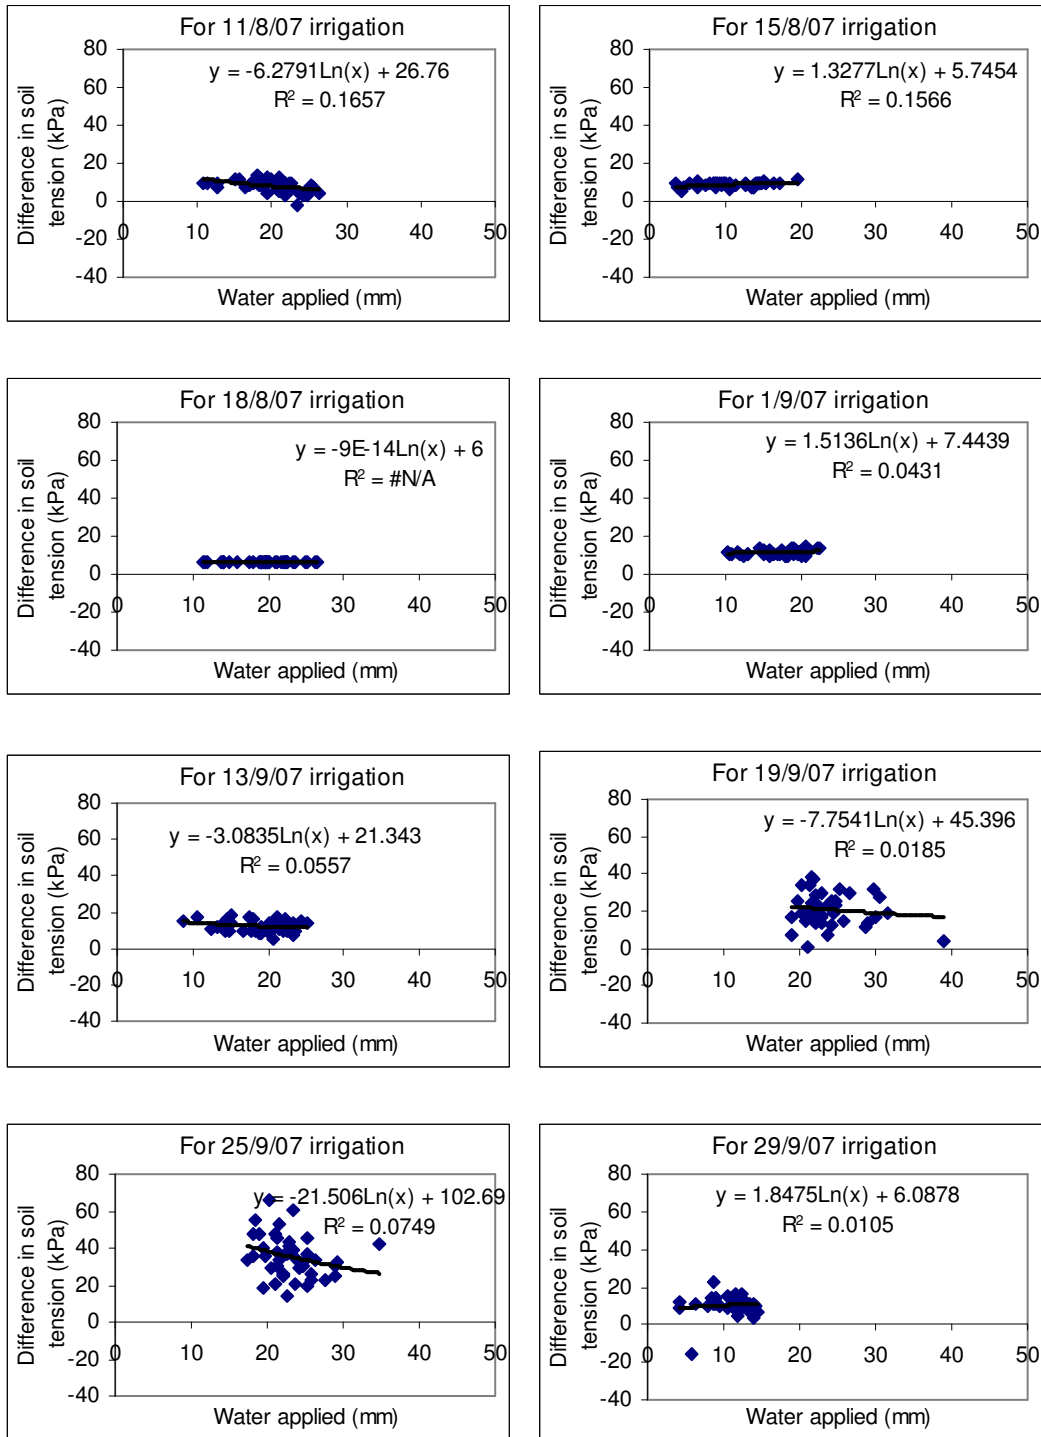 For 11/8/07 irrigation
y = -6.2791Ln(x) + 26.76
R² = 0.1657
80
60
40
20
0
-20
-40
0
10
20
30
40
50
Difference in soil
tension (kPa)
Water applied (mm)
For 15/8/07 irrigation
y = 1.3277Ln(x) + 5.7454
R² = 0.1566
80
60
40
20
0
-20
-40
0
10
20
30
40
50
Difference in soil
tension (kPa)
Water applied (mm)
For 18/8/07 irrigation
y = -9E-14Ln(x) + 6
R² = #N/A
80
60
40
20
0
-20
-40
0
10
20
30
40
50
Difference in soil
tension (kPa)
Water applied (mm)
For 1/9/07 irrigation
y = 1.5136Ln(x) + 7.4439
R² = 0.0431
80
60
40
20
0
-20
-40
0
10
20
30
40
50
Difference in soil
tension (kPa)
Water applied (mm)
For 13/9/07 irrigation
y = -3.0835Ln(x) + 21.343
R² = 0.0557
80
60
40
20
0
-20
-40
0
10
20
30
40
50
Difference in soil
tension (kPa)
Water applied (mm)
For 19/9/07 irrigation
y = -7.7541Ln(x) + 45.396
R² = 0.0185
80
60
40
20
0
-20
-40
0
10
20
30
40
50
Difference in soil
tension (kPa)
Water applied (mm)
For 25/9/07 irrigation
y = -21.506Ln(x) + 102.69
R² = 0.0749
80
60
40
20
0
-20
-40
0
10
20
30
40
50
Difference in soil
tension (kPa)
Water applied (mm)
For 29/9/07 irrigation
y = 1.8475Ln(x) + 6.0878
R² = 0.0105
80
60
40
20
0
-20
-40
0
10
20
30
40
50
Difference in soil
tension (kPa)
Water applied (mm)